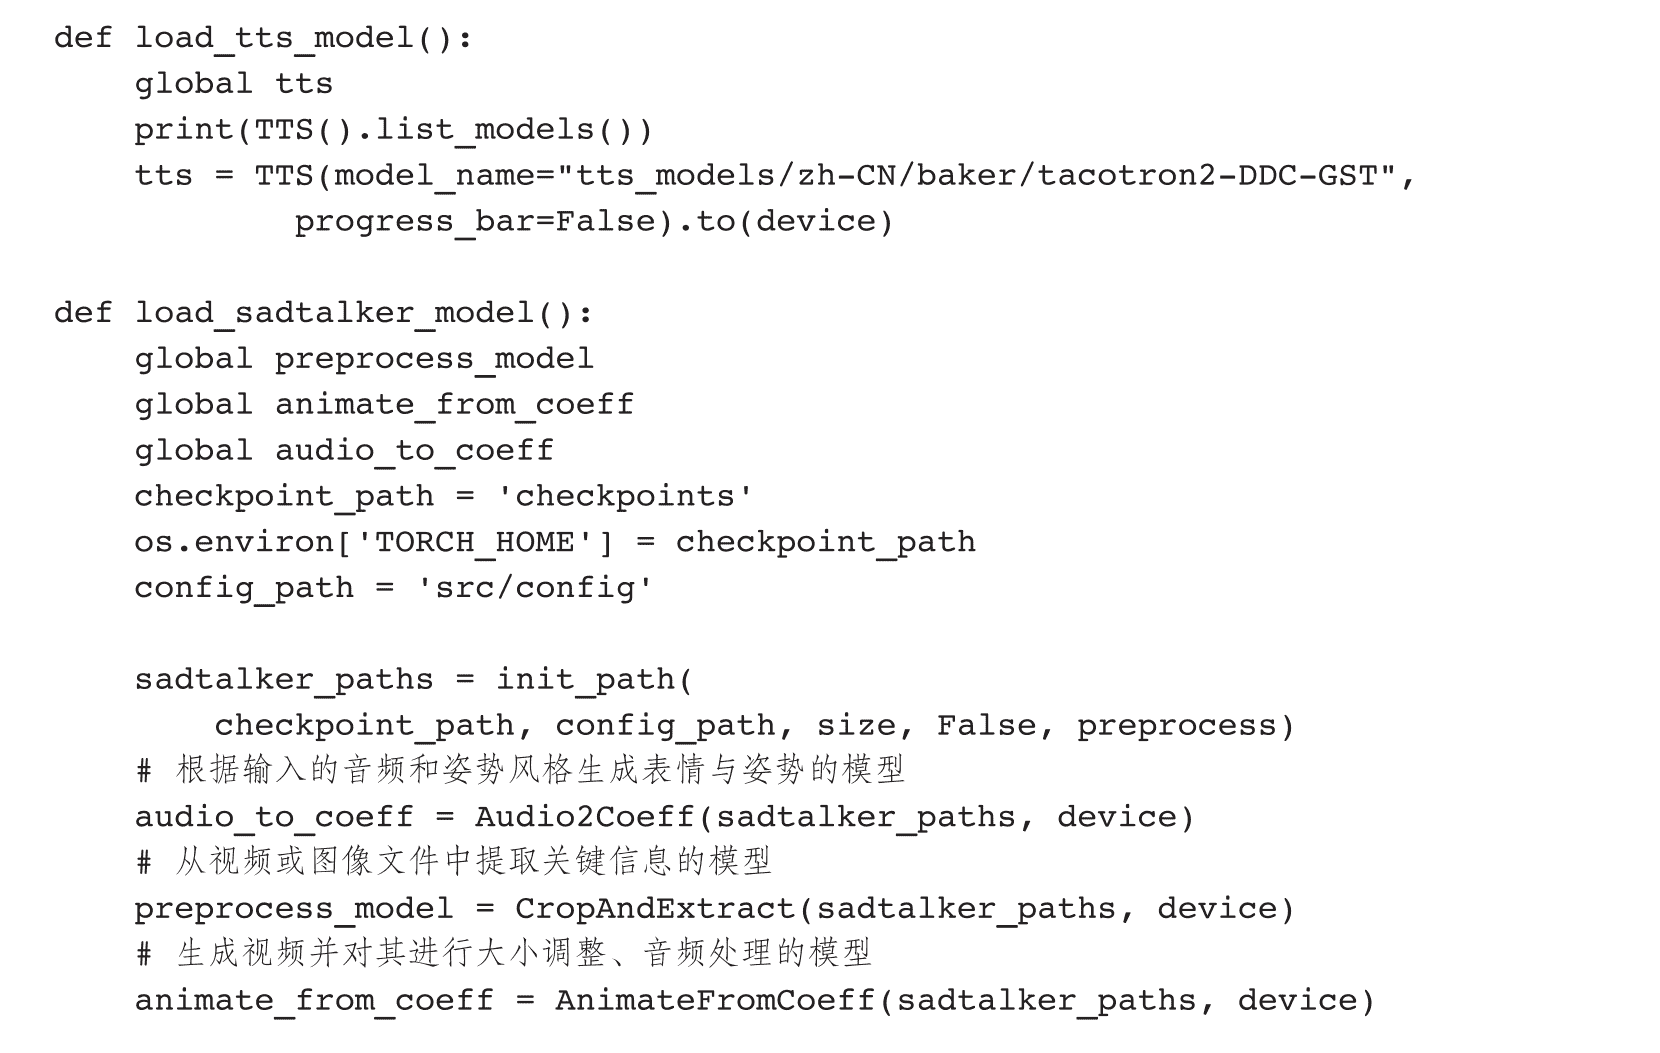 def load_tts_model():
    global tts
    print(TTS().list_models())
    tts = TTS(model_name="tts_models/zh-CN/baker/tacotron2-DDC-GST",
            progress_bar=False).to(device)

def load_sadtalker_model():
    global preprocess_model
    global animate_from_coeff
    global audio_to_coeff
    checkpoint_path = 'checkpoints'
    os.environ['TORCH_HOME'] = checkpoint_path
    config_path = 'src/config'

    sadtalker_paths = init_path(
        checkpoint_path, config_path, size, False, preprocess)
    # 根据输入的音频和姿势风格生成表情与姿势的模型
    audio_to_coeff = Audio2Coeff(sadtalker_paths, device)
    # 从视频或图像文件中提取关键信息的模型
    preprocess_model = CropAndExtract(sadtalker_paths, device)
    # 生成视频并对其进行大小调整、音频处理的模型
    animate_from_coeff = AnimateFromCoeff(sadtalker_paths, device)